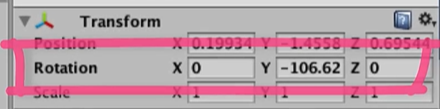 Transform
Position X 0.19934 Y -1.4558 Z 0.69544
Rotation X 0 Y -106.62 Z 0
Scale X 1 Y 1 Z 1